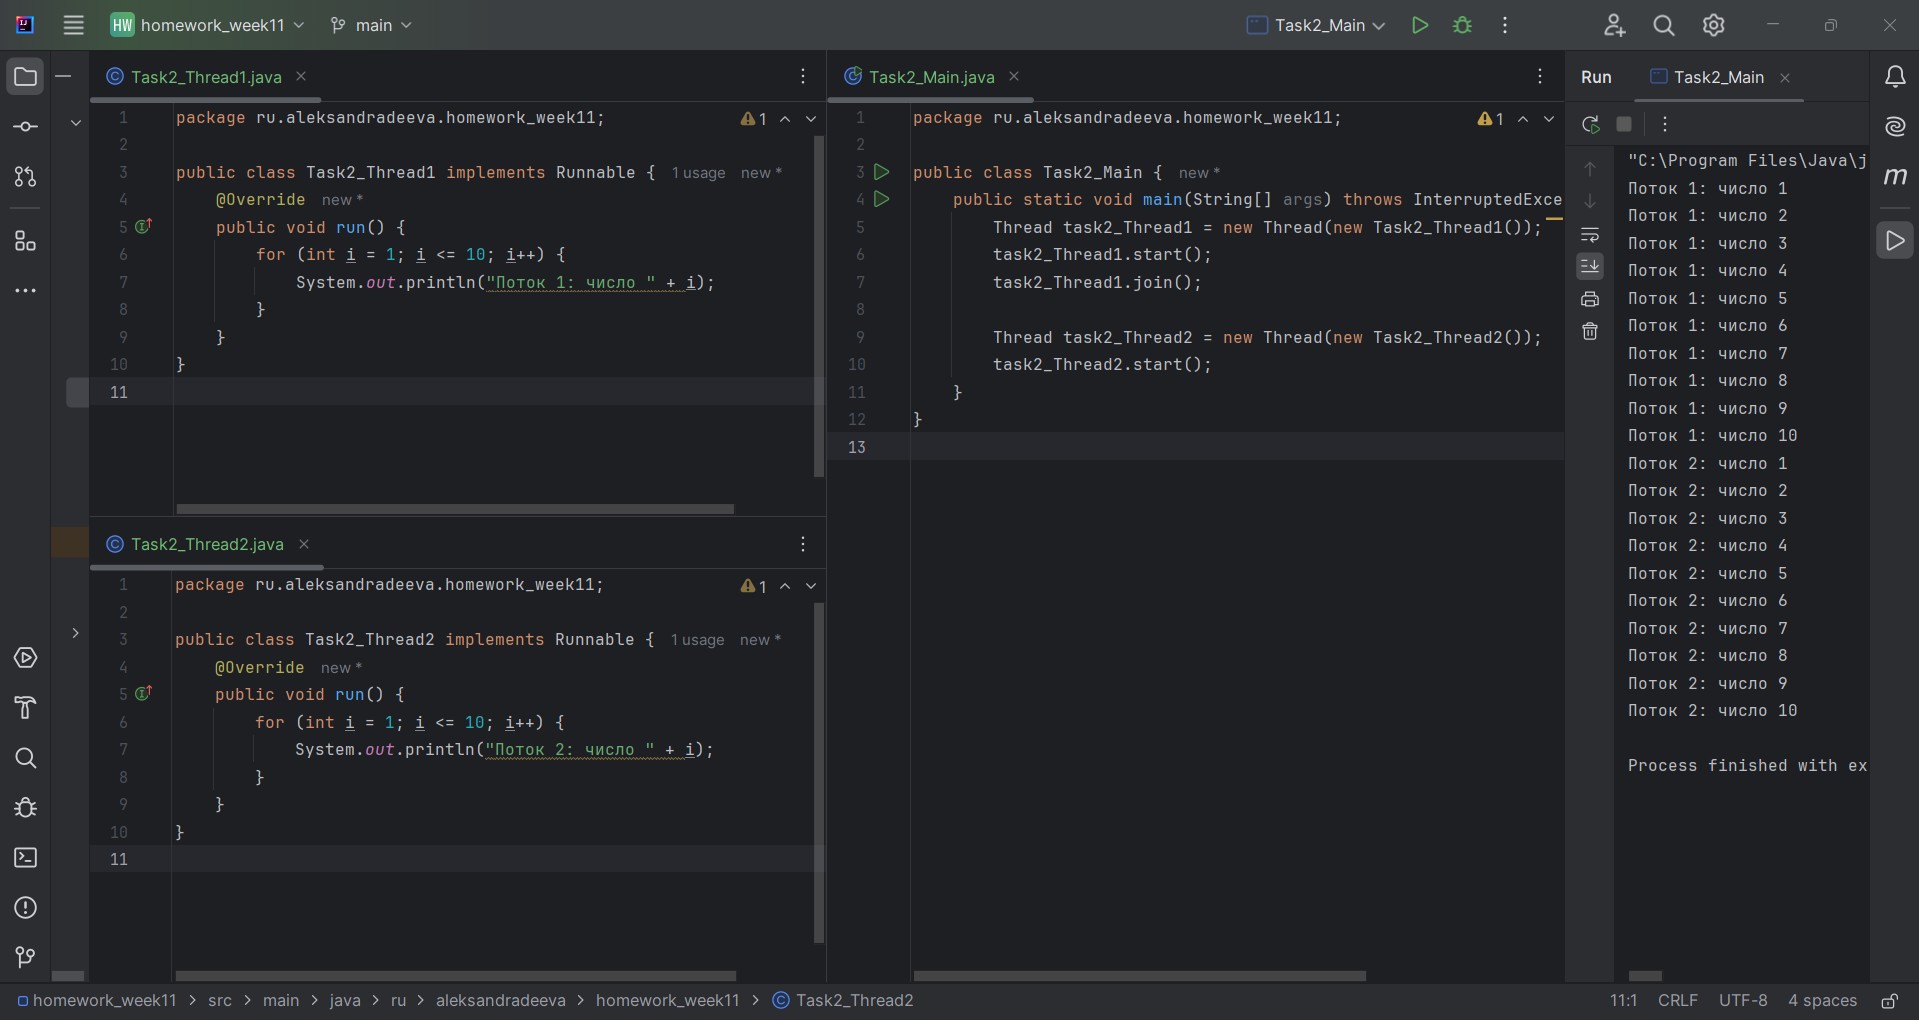 HW homework_week11 main Task2_Main
Task2_Thread1.java
1 package ru.aleksandradeeva.homework_week11; 1
2
3 public class Task2_Thread1 implements Runnable { 1 usage new *
4 @Override new *
5 public void run() {
6 for (int i = 1; i <= 10; i++) {
7 System.out.println("Поток 1: число " + i);
8 }
9 }
10 }
11
Task2_Thread2.java
1 package ru.aleksandradeeva.homework_week11; 1
2
3 public class Task2_Thread2 implements Runnable { 1 usage new *
4 @Override new *
5 public void run() {
6 for (int i = 1; i <= 10; i++) {
7 System.out.println("Поток 2: число " + i);
8 }
9 }
10 }
11
Task2_Main.java
1 package ru.aleksandradeeva.homework_week11; 1
2
3 public class Task2_Main { new *
4 public static void main(String[] args) throws InterruptedExce
5 Thread task2_Thread1 = new Thread(new Task2_Thread1());
6 task2_Thread1.start();
7 task2_Thread1.join();
8
9 Thread task2_Thread2 = new Thread(new Task2_Thread2());
10 task2_Thread2.start();
11 }
12 }
13
Run Task2_Main
"C:\Program Files\Java\j
Поток 1: число 1
Поток 1: число 2
Поток 1: число 3
Поток 1: число 4
Поток 1: число 5
Поток 1: число 6
Поток 1: число 7
Поток 1: число 8
Поток 1: число 9
Поток 1: число 10
Поток 2: число 1
Поток 2: число 2
Поток 2: число 3
Поток 2: число 4
Поток 2: число 5
Поток 2: число 6
Поток 2: число 7
Поток 2: число 8
Поток 2: число 9
Поток 2: число 10
Process finished with ex
m
homework_week11 > src > main > java > ru > aleksandradeeva > homework_week11 > Task2_Thread2 11:1 CRLF UTF-8 4 spaces